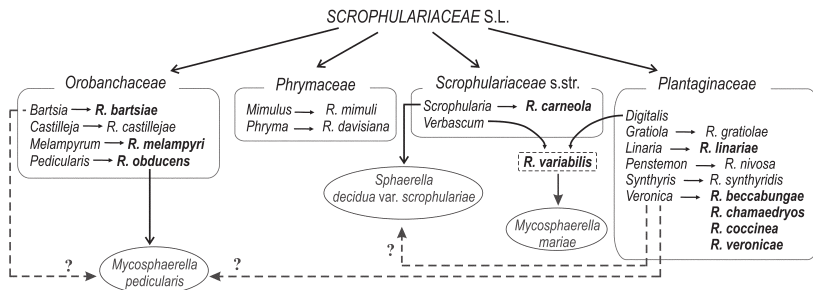 SCROPHULARIACEAE S.L.
Orobanchaceae
Bartsia R. bartsiae
Castilleja R. castillejae
Melampyrum R. melampyri
Pedicularis R. obducens
Phrymaceae
Mimulus R. mimuli
Phryma R. davisiana
Scrophulariaceae s.str.
Scrophularia R. carneola
Verbascum
R. variabilis
Plantaginaceae
Digitalis
Gratiola R. gratiolae
Linaria R. linariae
Penstemon R. nivosa
Synthyris R. synthyridis
Veronica R. beccabungae
R. chamaedryos
R. coccinea
R. veronicae
Sphaerella
decidua var. scrophulariae
Mycosphaerella
mariae
?
Mycosphaerella
pedicularis
?
?